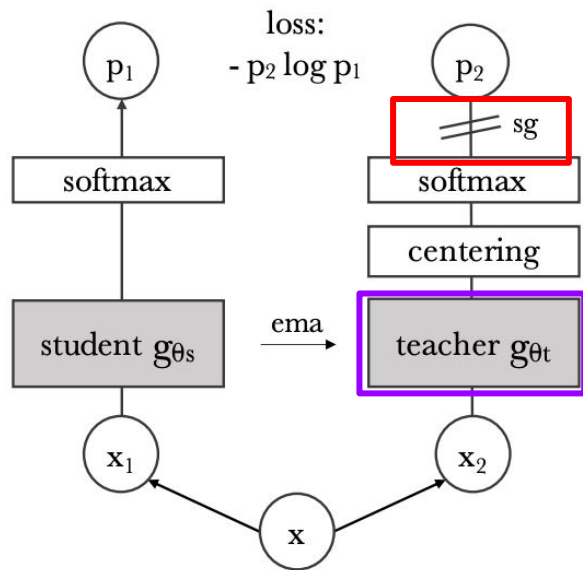 loss:
- p₂ log p₁
p₁
p₂
sg
softmax
softmax
centering
student gθs
ema
teacher gθt
x₁
x₂
x